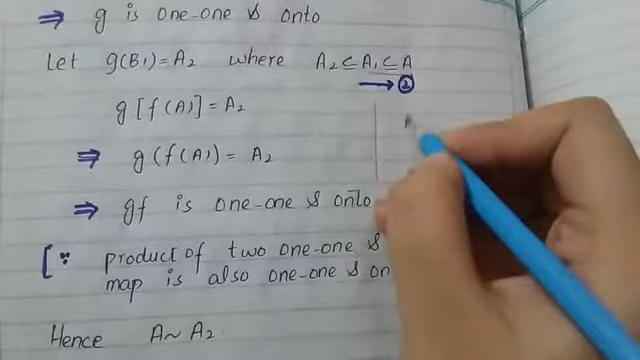 ⇒ g is one-one & onto
Let g(B₁) = A₂ where A₂ ⊆ A₁ ⊆ A
→ ②
g[f(A)] = A₂
⇒ g(f(A)) = A₂
⇒ gf is one-one & onto
[∵ product of two one-one &
map is also one-one & on
Hence A ~ A₂